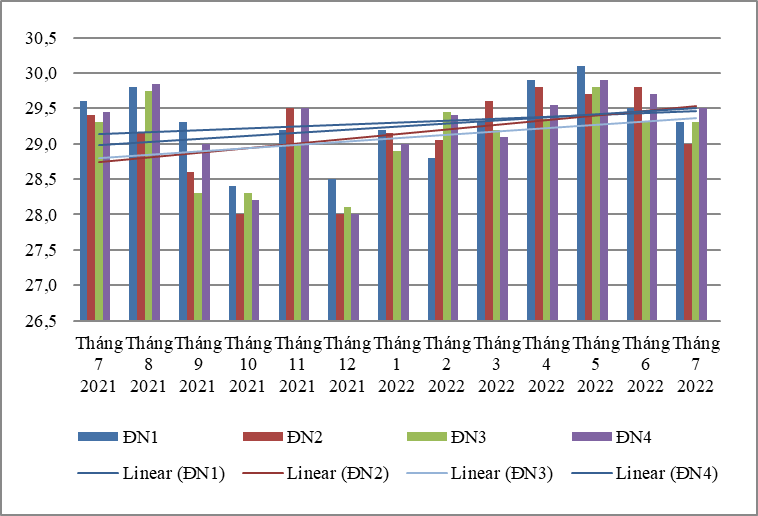 30,5
30,0
29,5
29,0
28,5
28,0
27,5
27,0
26,5
Tháng Tháng Tháng Tháng Tháng Tháng Tháng Tháng Tháng Tháng Tháng Tháng Tháng
7 8 9 10 11 12 1 2 3 4 5 6 7
2021 2021 2021 2021 2021 2021 2022 2022 2022 2022 2022 2022 2022
ĐN1 ĐN2 ĐN3 ĐN4
Linear (ĐN1) Linear (ĐN2) Linear (ĐN3) Linear (ĐN4)